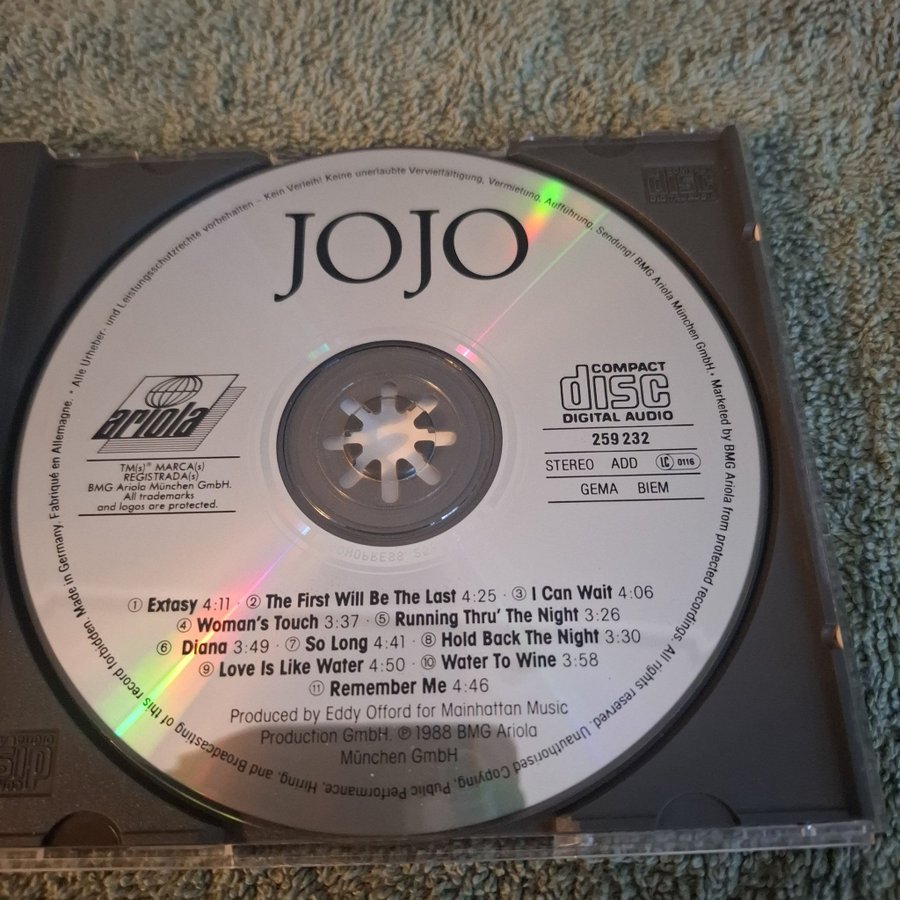 JOJO
Alle Urheber- und Leistungsschutzrechte vorbehalten – Kein Verleih! Keine unerlaubte Vervielfältigung, Vermietung, Aufführung, Sendung! BMG Ariola München GmbH. • Marketed by BMG Ariola from protected recordings. All rights reserved. Unauthorised Copying, Public Performance, Hiring, and Broadcasting of this record forbidden. Made in Germany. Fabriqué en Allemagne. •
ariola
TM(s)® MARCA(s)
REGISTRADA(s)
BMG Ariola München GmbH.
All trademarks
and logos are protected.
COMPACT
disc
DIGITAL AUDIO
259 232
STEREO ADD LC 0116
GEMA BIEM
① Extasy 4:11 · ② The First Will Be The Last 4:25 · ③ I Can Wait 4:06
④ Woman's Touch 3:37 · ⑤ Running Thru' The Night 3:26
⑥ Diana 3:49 · ⑦ So Long 4:41 · ⑧ Hold Back The Night 3:30
⑨ Love Is Like Water 4:50 · ⑩ Water To Wine 3:58
⑪ Remember Me 4:46
Produced by Eddy Offord for Mainhattan Music
Production GmbH. ℗ 1988 BMG Ariola
München GmbH